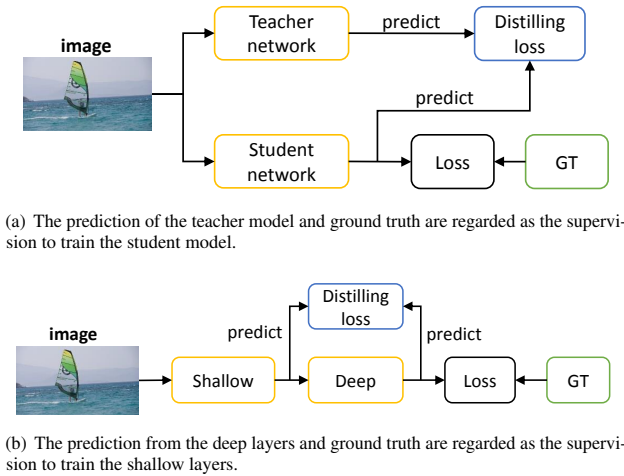 image
Teacher
network
predict
Distilling
loss
predict
Student
network
Loss
GT
(a) The prediction of the teacher model and ground truth are regarded as the supervi-
sion to train the student model.
image
Distilling
loss
predict
predict
Shallow
Deep
Loss
GT
(b) The prediction from the deep layers and ground truth are regarded as the supervi-
sion to train the shallow layers.